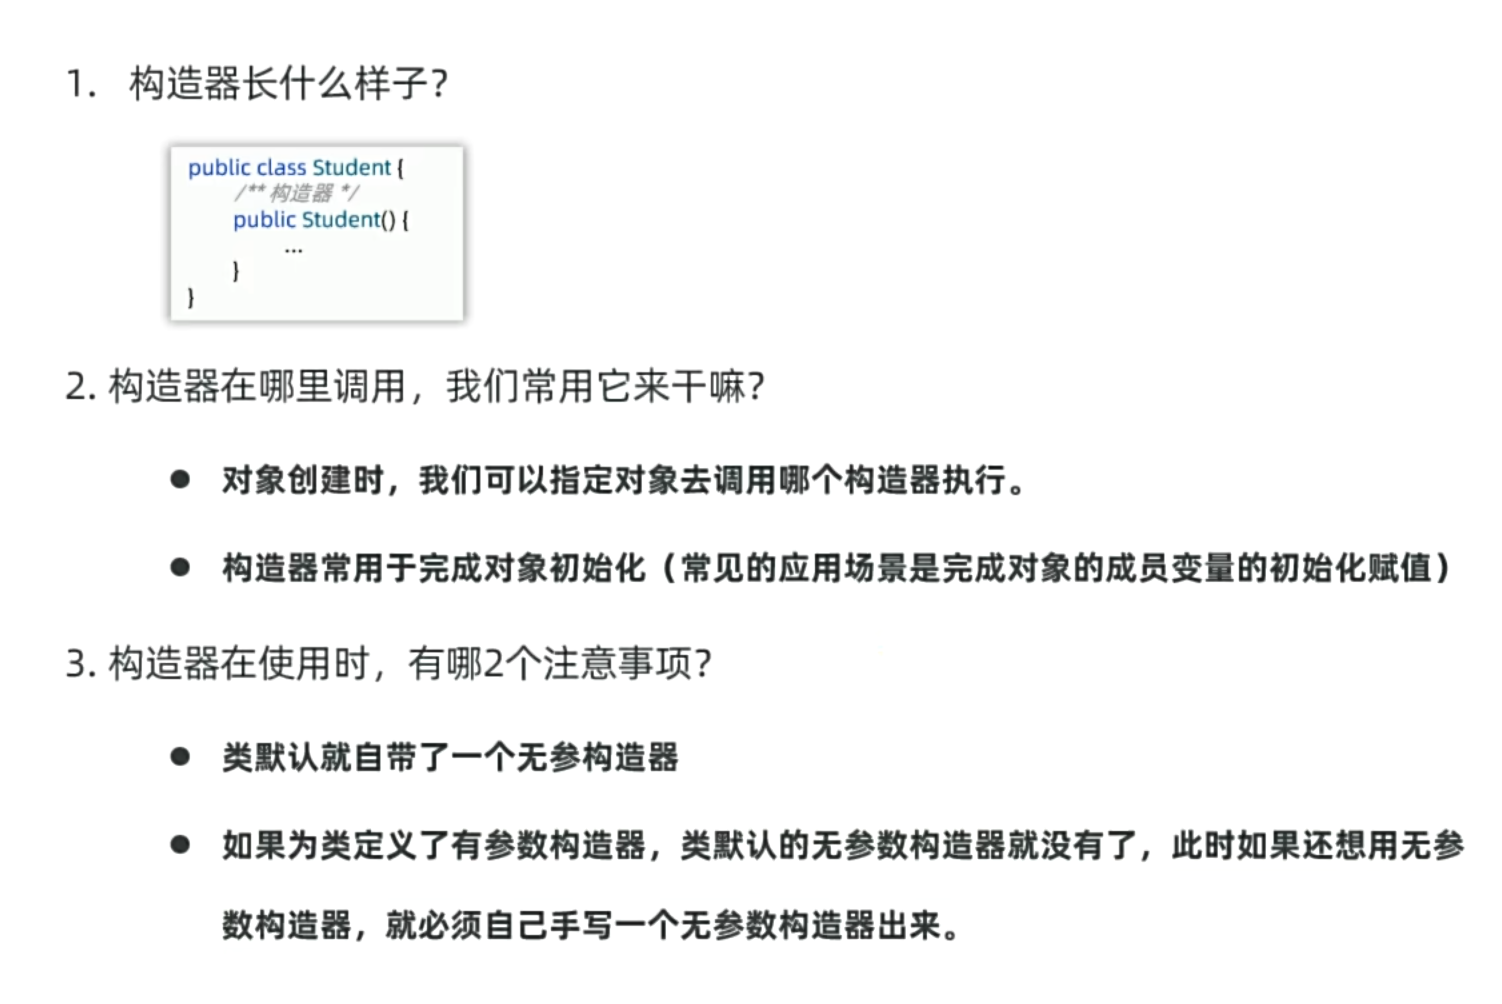 1. 构造器长什么样子？
public class Student {
/** 构造器 */
public Student() {
...
}
}
2. 构造器在哪里调用，我们常用它来干嘛？
● 对象创建时，我们可以指定对象去调用哪个构造器执行。
● 构造器常用于完成对象初始化（常见的应用场景是完成对象的成员变量的初始化赋值）
3. 构造器在使用时，有哪2个注意事项？
● 类默认就自带了一个无参构造器
● 如果为类定义了有参数构造器，类默认的无参数构造器就没有了，此时如果还想用无参
数构造器，就必须自己手写一个无参数构造器出来。